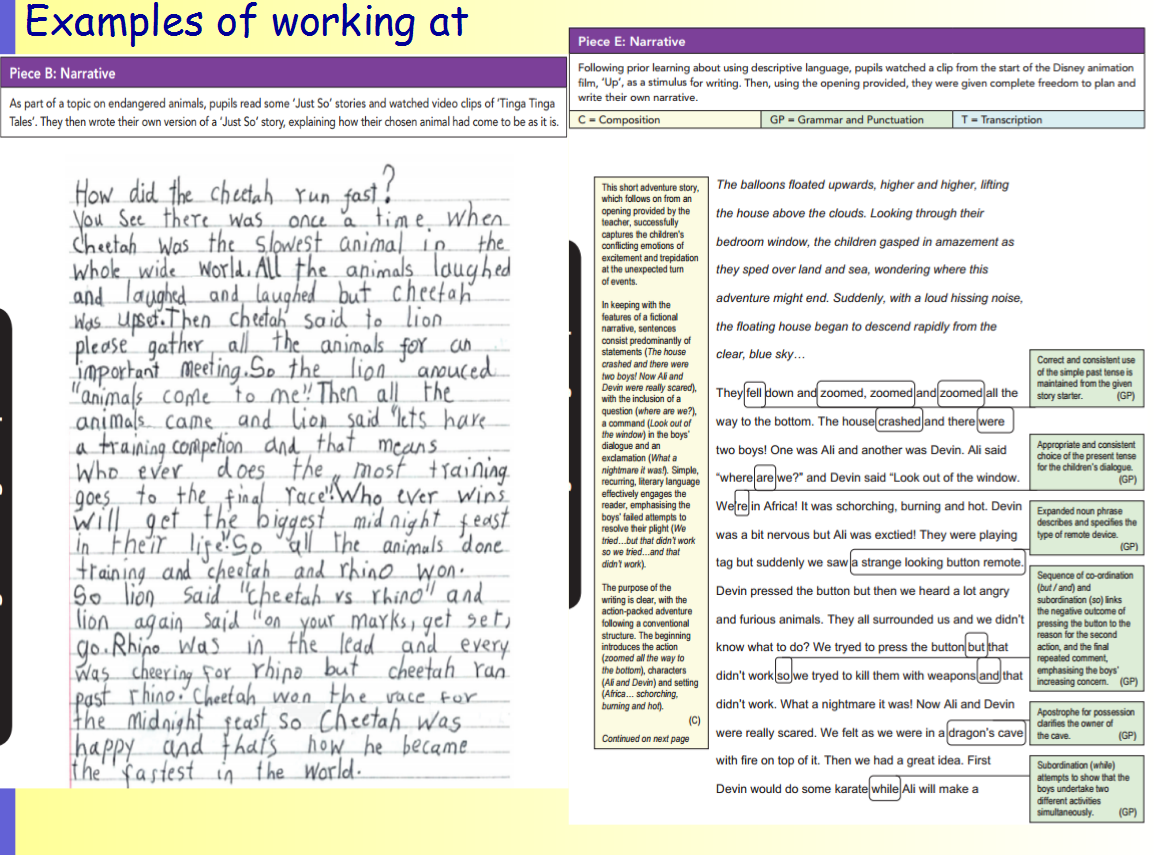 Examples of working at
Piece B: Narrative
As part of a topic on endangered animals, pupils read some ‘Just So’ stories and watched video clips of ‘Tinga Tinga
Tales’. They then wrote their own version of a ‘Just So’ story, explaining how their chosen animal had come to be as it is.
How did the cheetah run fast?
You See there was once a time. When
Cheetah was the slowest animal in the
whole wide world.All the animals laughed
and laughed and laughed but cheetah
was upset.Then cheetah said to lion
please gather all the animals for an
important meeting.So the lion anouced
"animals come to me"!Then all the
animals came and lion said "lets have
a training competion and that means
Who ever does the most training
goes to the final race"!Who ever wins
will get the biggest midnight feast
in their life".So all the animals done
training and cheetah and rhino won.
So lion said "Cheetah vs rhino" and
lion again said "on your marks, get set,
go.Rhino was in the lead and every
was cheering for rhino but cheetah ran
past rhino. Cheetah won the race for
the midnight feast, so Cheetah was
happy and that's how he became
the fastest in the world.
Piece E: Narrative
Following prior learning about using descriptive language, pupils watched a clip from the start of the Disney animation
film, ‘Up’, as a stimulus for writing. Then, using the opening provided, they were given complete freedom to plan and
write their own narrative.
C = Composition GP = Grammar and Punctuation T = Transcription
This short adventure story,
which follows on from an
opening provided by the
teacher, successfully
captures the children's
conflicting emotions of
excitement and trepidation
at the unexpected turn
of events.
In keeping with the
features of a fictional
narrative, sentences
consist predominantly of
statements (The house
crashed and there were
two boys! Now Ali and
Devin were really scared),
with the inclusion of a
question (where are we?),
a command (Look out of
the window) in the boys'
dialogue and an
exclamation (What a
nightmare it was!). Simple,
recurring, literary language
effectively engages the
reader, emphasising the
boys' failed attempts to
resolve their plight (We
tried…but that didn't work
so we tried…and that
didn't work).
The purpose of the
writing is clear, with the
action-packed adventure
following a conventional
structure. The beginning
introduces the action
(zoomed all the way to
the bottom), characters
(Ali and Devin) and setting
(Africa… schorching,
burning and hot).
(C)
Continued on next page
The balloons floated upwards, higher and higher, lifting
the house above the clouds. Looking through their
bedroom window, the children gasped in amazement as
they sped over land and sea, wondering where this
adventure might end. Suddenly, with a loud hissing noise,
the floating house began to descend rapidly from the
clear, blue sky…
They fell down and zoomed, zoomed and zoomed all the
way to the bottom. The house crashed and there were
two boys! One was Ali and another was Devin. Ali said
“where are we?” and Devin said “Look out of the window.
We're in Africa! It was schorching, burning and hot. Devin
was a bit nervous but Ali was exctied! They were playing
tag but suddenly we saw a strange looking button remote.
Devin pressed the button but then we heard a lot angry
and furious animals. They all surrounded us and we didn't
know what to do? We tryed to press the button but that
didn't work so we tryed to kill them with weapons and that
didn't work. What a nightmare it was! Now Ali and Devin
were really scared. We felt as we were in a dragon's cave
with fire on top of it. Then we had a great idea. First
Devin would do some karate while Ali will make a
Correct and consistent use
of the simple past tense is
maintained from the given
story starter. (GP)
Appropriate and consistent
choice of the present tense
for the children's dialogue.
(GP)
Expanded noun phrase
describes and specifies the
type of remote device.
(GP)
Sequence of co-ordination
(but / and) and
subordination (so) links
the negative outcome of
pressing the button to the
reason for the second
action, and the final
repeated comment,
emphasising the boys'
increasing concern. (GP)
Apostrophe for possession
clarifies the owner of
the cave. (GP)
Subordination (while)
attempts to show that the
boys undertake two
different activities
simultaneously. (GP)